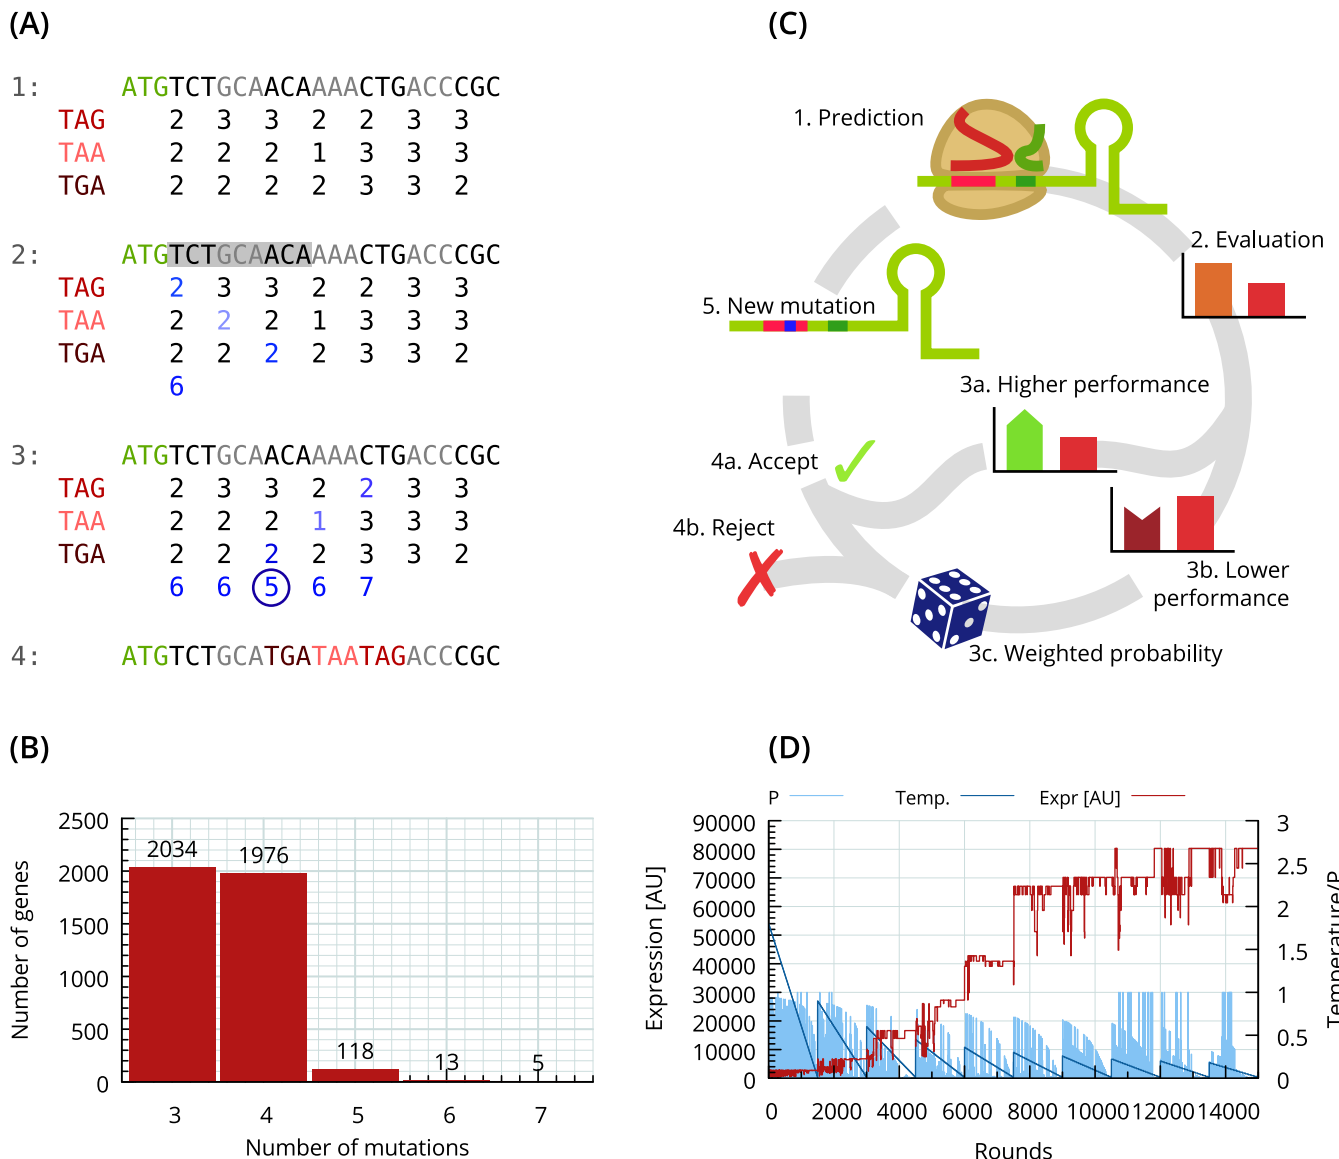 (A)
1: ATGTCTGCAACAAAACTGACCCGC
TAG 2 3 3 2 2 3 3
TAA 2 2 2 1 3 3 3
TGA 2 2 2 2 3 3 2
2: ATGTCTGCAACAAAACTGACCCGC
TAG 2 3 3 2 2 3 3
TAA 2 2 2 1 3 3 3
TGA 2 2 2 2 3 3 2
6
3: ATGTCTGCAACAAAACTGACCCGC
TAG 2 3 3 2 2 3 3
TAA 2 2 2 1 3 3 3
TGA 2 2 2 2 3 3 2
6 6 5 6 7
4: ATGTCTGCATGATAATAGACCCGC
(C)
1. Prediction
2. Evaluation
5. New mutation
3a. Higher performance
4a. Accept
4b. Reject
3b. Lower
performance
3c. Weighted probability
(B)
Number of genes
2500
2000
1500
1000
500
0
2034
1976
118
13
5
3 4 5 6 7
Number of mutations
(D)
P Temp. Expr [AU]
Expression [AU]
90000
80000
70000
60000
50000
40000
30000
20000
10000
0
3
2.5
2
1.5
1
0.5
0
Temperature/P
0 2000 4000 6000 8000 10000 12000 14000
Rounds